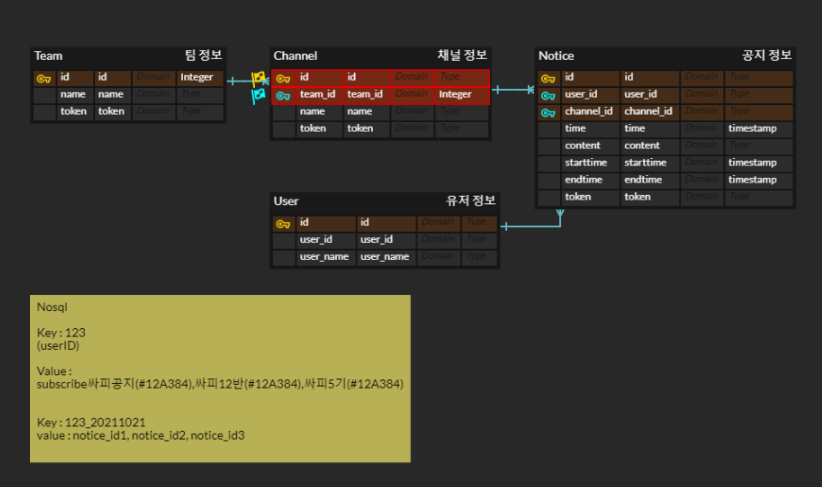 Team 팀 정보
id id Domain Integer
name name Domain Type
token token Domain Type
Channel 채널 정보
id id Domain Type
team_id team_id Domain Integer
name name Domain Type
token token Domain Type
Notice 공지 정보
id id Domain Type
user_id user_id Domain Type
channel_id channel_id Domain Type
time time Domain timestamp
content content Domain Type
starttime starttime Domain timestamp
endtime endtime Domain timestamp
token token Domain Type
User 유저 정보
id id Domain Type
user_id user_id Domain Type
user_name user_name Domain Type
Nosql
Key : 123
(userID)
Value :
subscribe싸피공지(#12A384),싸피12반(#12A384),싸피5기(#12A384)
Key : 123_20211021
value : notice_id1, notice_id2, notice_id3